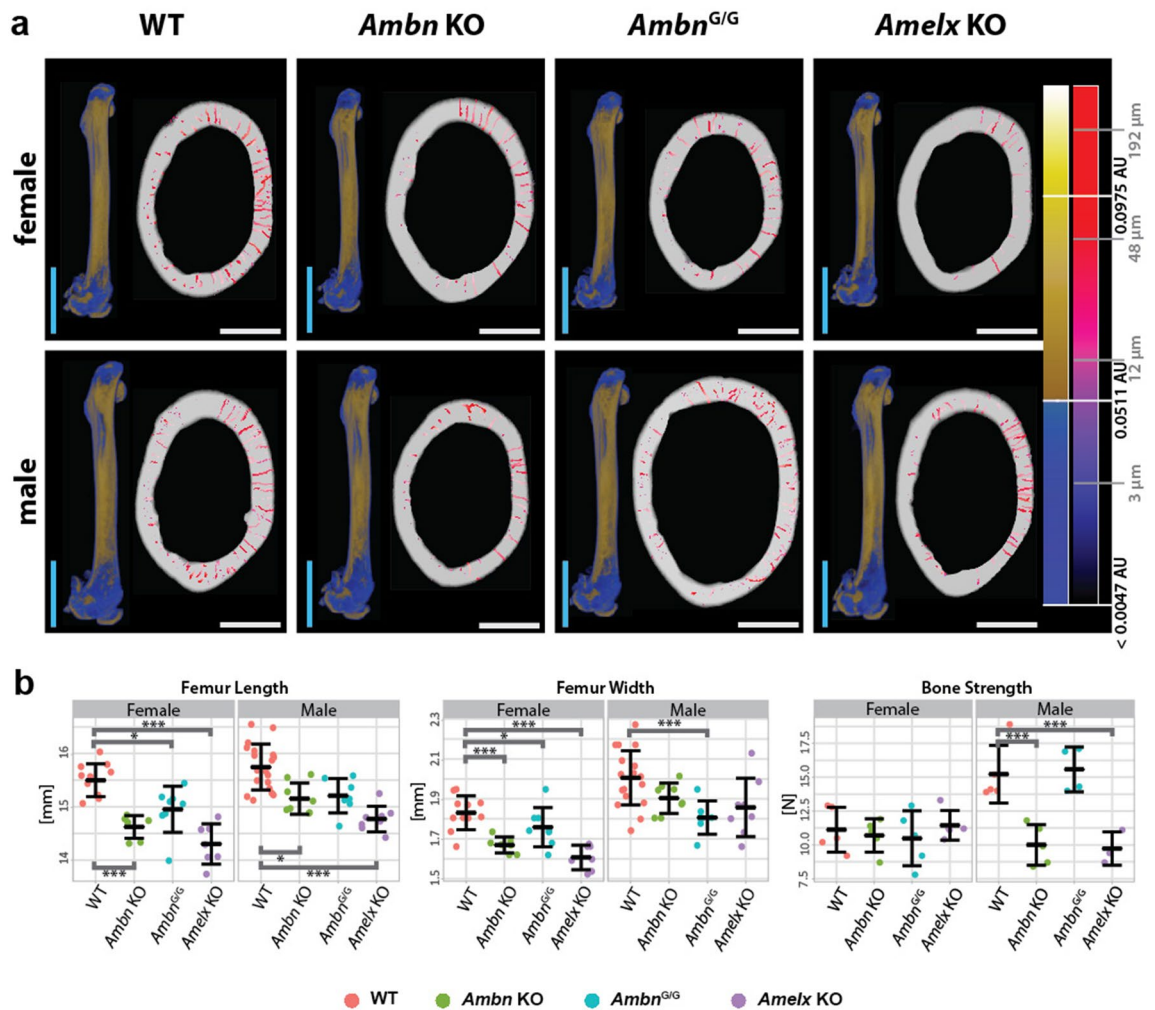 a
WT
Ambn KO
Ambn^G/G
Amelx KO
female
male
192 µm
0.0975 AU
48 µm
12 µm
0.0511 AU
3 µm
< 0.0047 AU
b
Femur Length
Female
Male
***
*
***
*
***
16
15
14
[mm]
WT
Ambn KO
Ambn^G/G
Amelx KO
WT
Ambn KO
Ambn^G/G
Amelx KO
Femur Width
Female
Male
***
*
***
***
2.3
2.1
1.9
1.7
1.5
[mm]
WT
Ambn KO
Ambn^G/G
Amelx KO
WT
Ambn KO
Ambn^G/G
Amelx KO
Bone Strength
Female
Male
***
***
17.5
15.0
12.5
10.0
7.5
[N]
WT
Ambn KO
Ambn^G/G
Amelx KO
WT
Ambn KO
Ambn^G/G
Amelx KO
WT
Ambn KO
Ambn^G/G
Amelx KO